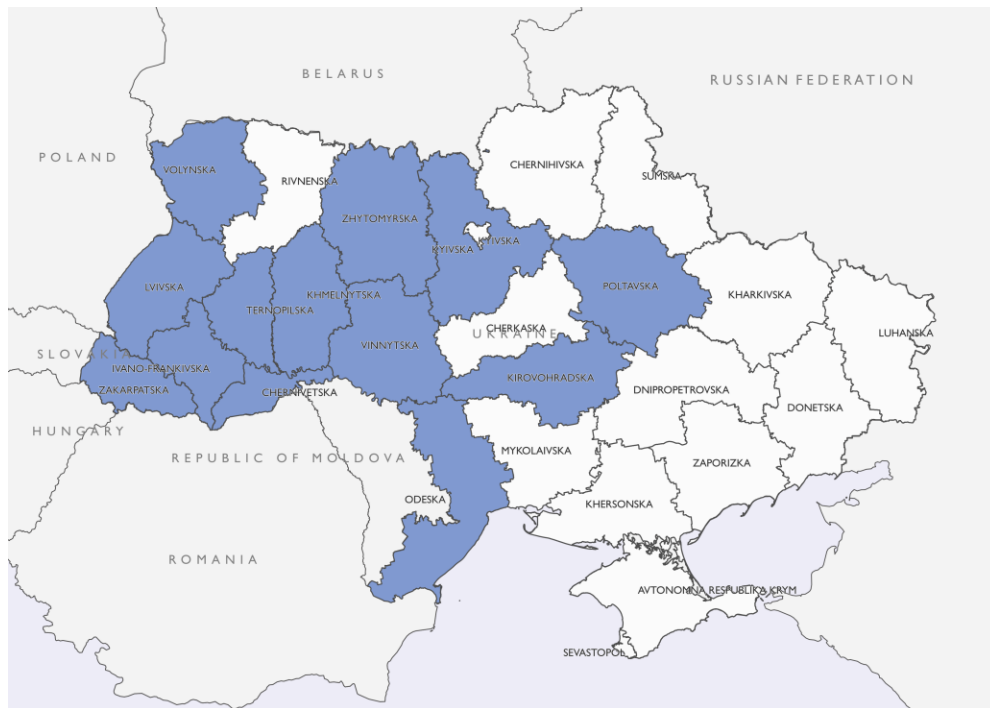 BELARUS
RUSSIAN FEDERATION
POLAND
VOLYNSKA
RIVNENSKA
CHERNIHIVSKA
SUMSKA
ZHYTOMYRSKA
KYIVSKA
KYIVSKA
LVIVSKA
TERNOPILSKA
KHMELNYTSKA
POLTAVSKA
KHARKIVSKA
UKRAINE
CHERKASKA
LUHANSKA
VINNYTSKA
SLOVAKIA
IVANO-FRANKIVSKA
ZAKARPATSKA
CHERNIVETSKA
KIROVOHRADSKA
DNIPROPETROVSKA
DONETSKA
HUNGARY
REPUBLIC OF MOLDOVA
MYKOLAIVSKA
ZAPORIZKA
ODESKA
KHERSONSKA
ROMANIA
AVTONOMNA RESPUBLIKA KRYM
SEVASTOPOL